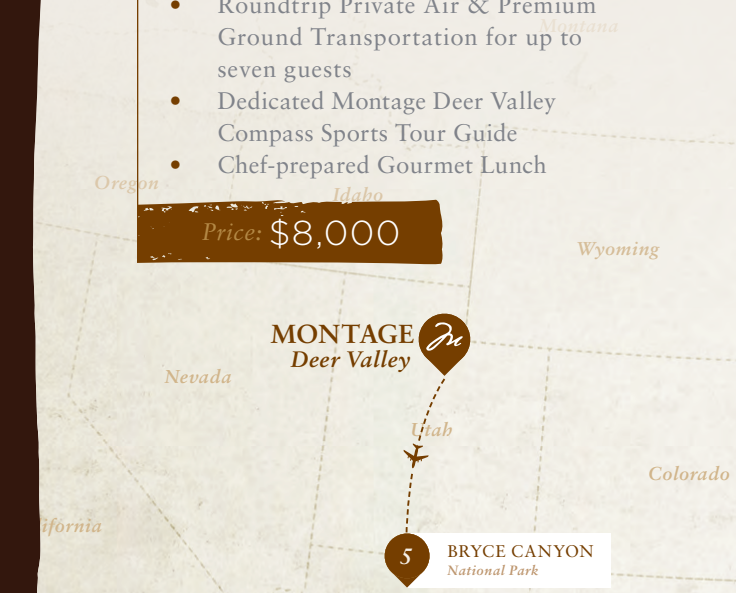 • Roundtrip Private Air & Premium
Montana
Ground Transportation for up to
seven guests
• Dedicated Montage Deer Valley
Compass Sports Tour Guide
• Chef-prepared Gourmet Lunch
Oregon
Idaho
Price: $8,000
Wyoming
MONTAGE
Deer Valley
Nevada
Utah
Colorado
ifornia
5 BRYCE CANYON
National Park